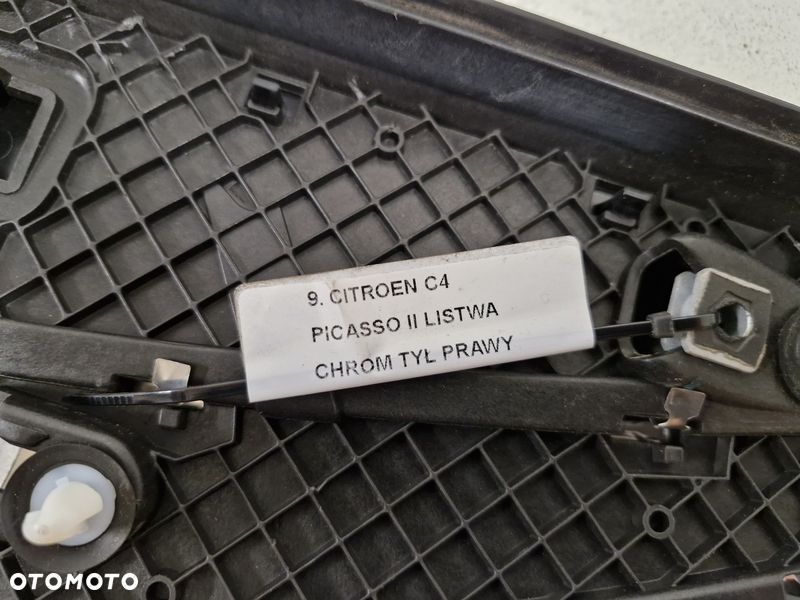 9. CITROEN C4
PICASSO II LISTWA
CHROM TYŁ PRAWY
OTOMOTO